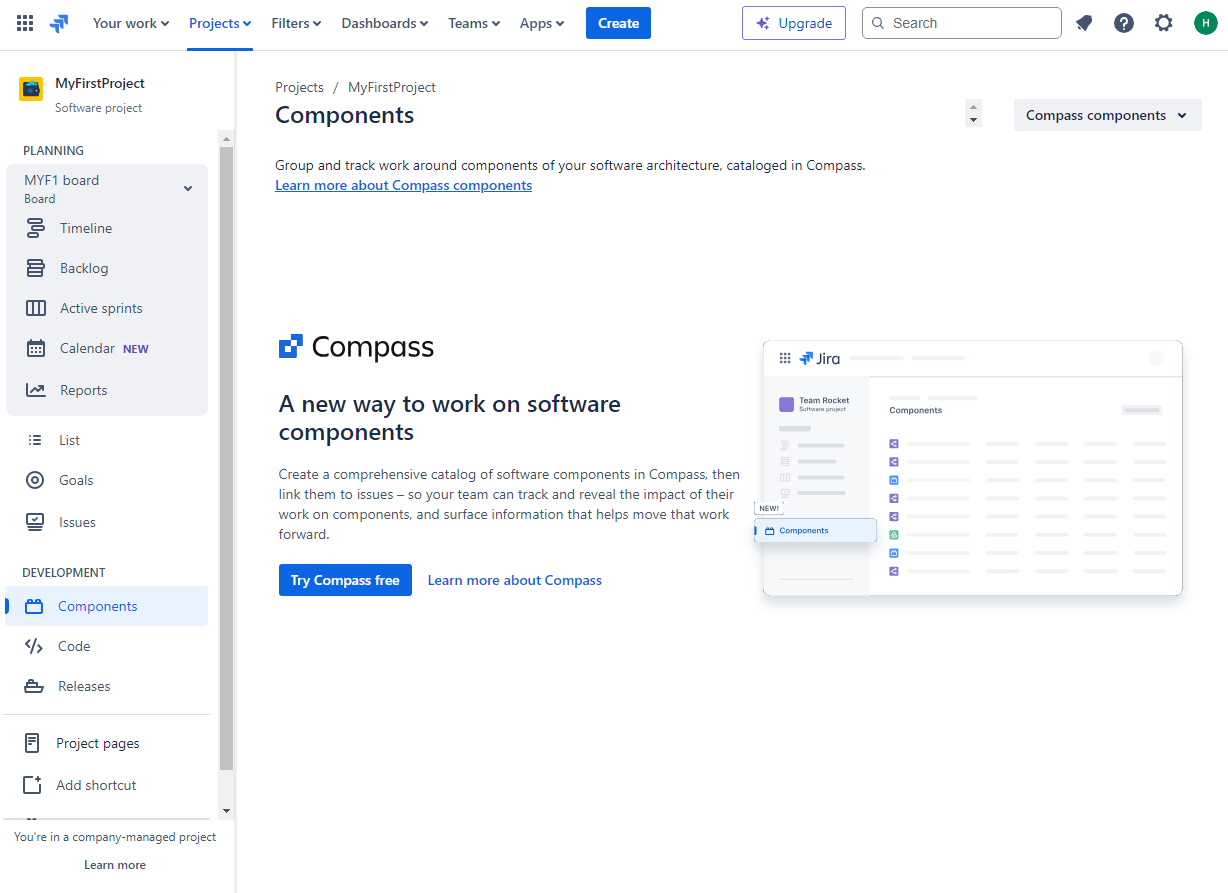 Your work Projects Filters Dashboards Teams Apps Create Upgrade Search H
MyFirstProject
Software project
PLANNING
MYF1 board
Board
Timeline
Backlog
Active sprints
Calendar NEW
Reports
List
Goals
Issues
DEVELOPMENT
Components
Code
Releases
Project pages
Add shortcut
You're in a company-managed project
Learn more
Projects / MyFirstProject
Components
Compass components
Group and track work around components of your software architecture, cataloged in Compass.
Learn more about Compass components
Compass
A new way to work on software
components
Create a comprehensive catalog of software components in Compass, then
link them to issues – so your team can track and reveal the impact of their
work on components, and surface information that helps move that work
forward.
Try Compass free Learn more about Compass
Jira
Team Rocket
Software project
Components
NEW!
Components